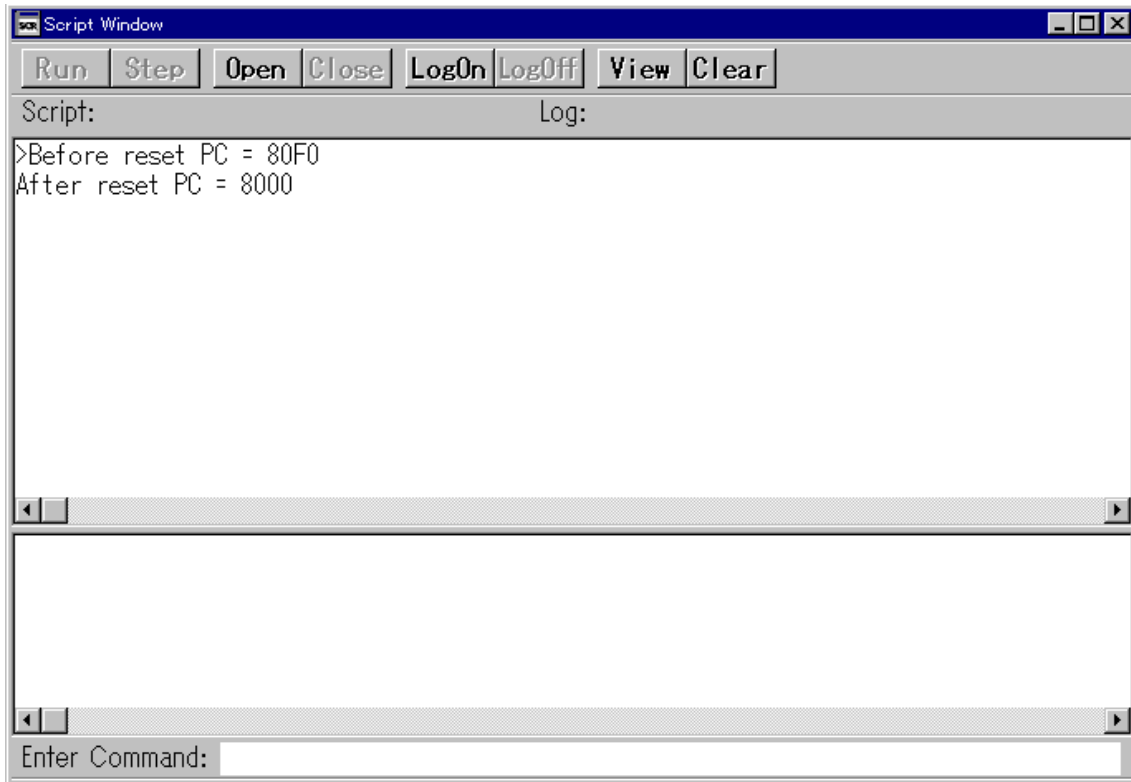 SCR Script Window
Run Step Open Close LogOn LogOff View Clear
Script: Log:
>Before reset PC = 80F0
After reset PC = 8000
Enter Command: